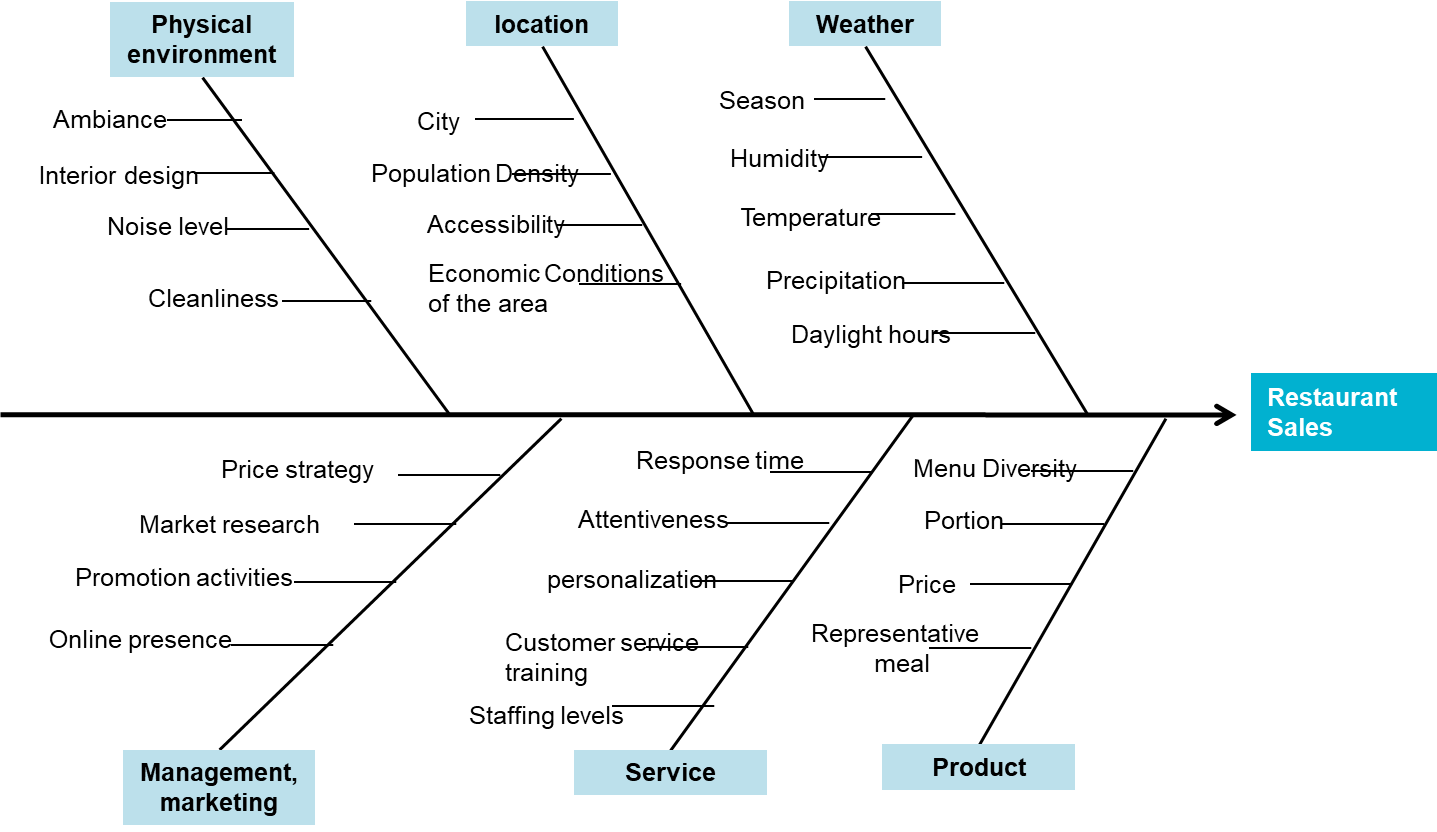 Physical
environment
location
Weather
Ambiance
Interior design
Noise level
Cleanliness
City
Population Density
Accessibility
Economic Conditions
of the area
Season
Humidity
Temperature
Precipitation
Daylight hours
Restaurant
Sales
Price strategy
Market research
Promotion activities
Online presence
Response time
Attentiveness
personalization
Customer service
training
Staffing levels
Menu Diversity
Portion
Price
Representative
meal
Management,
marketing
Service
Product